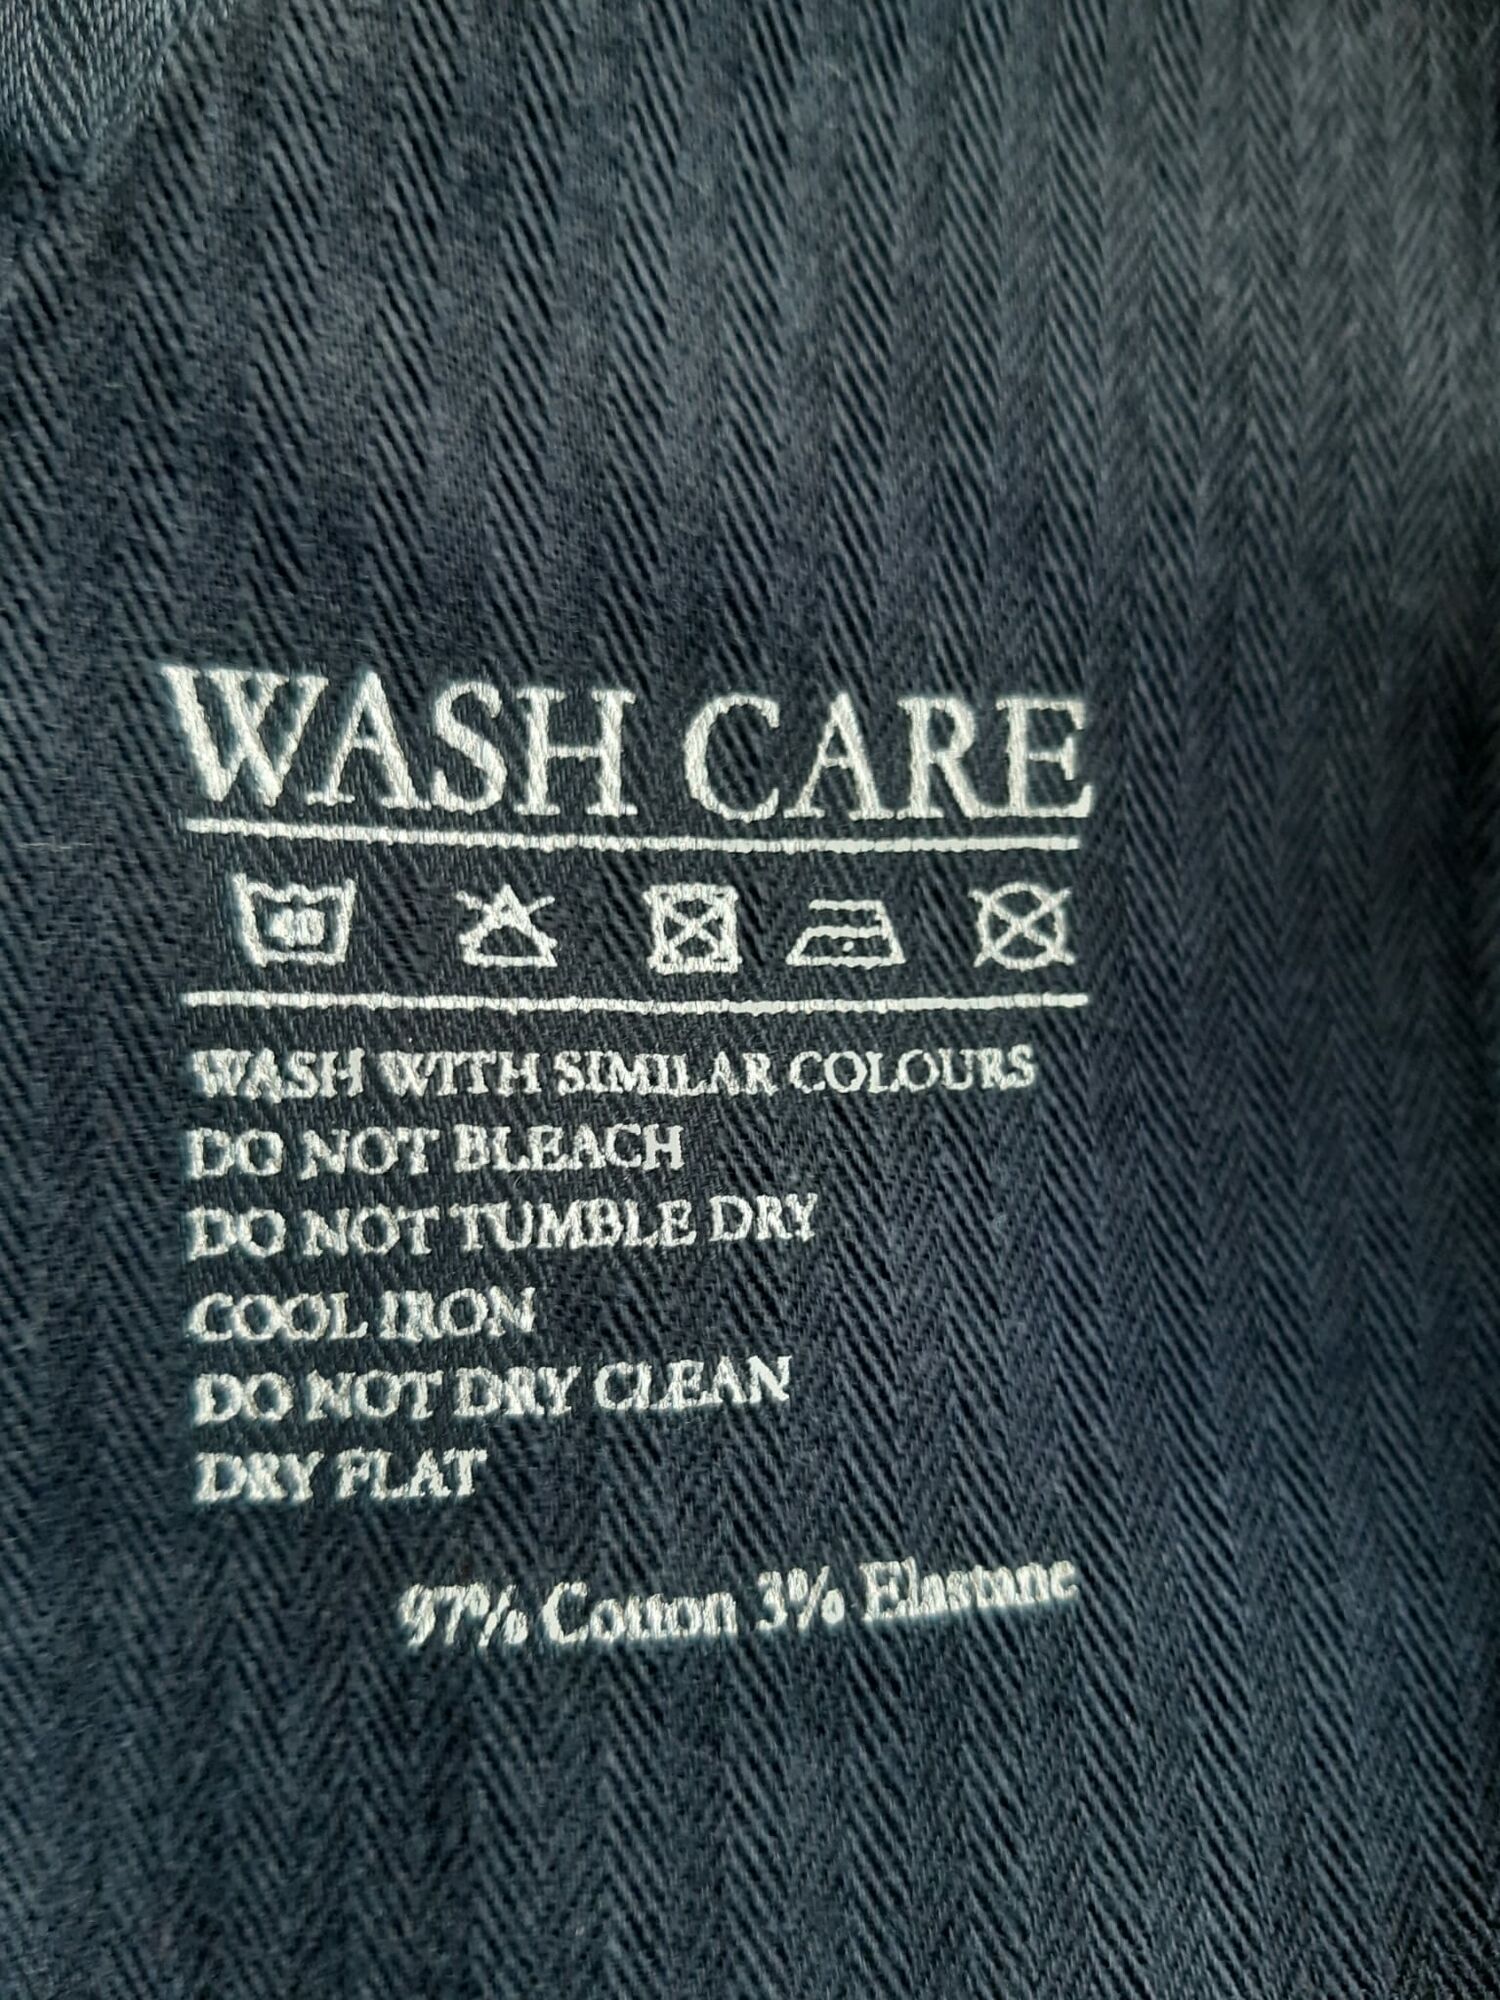 WASH CARE
40
WASH WITH SIMILAR COLOURS
DO NOT BLEACH
DO NOT TUMBLE DRY
COOL IRON
DO NOT DRY CLEAN
DRY FLAT
97% Cotton 3% Elastane